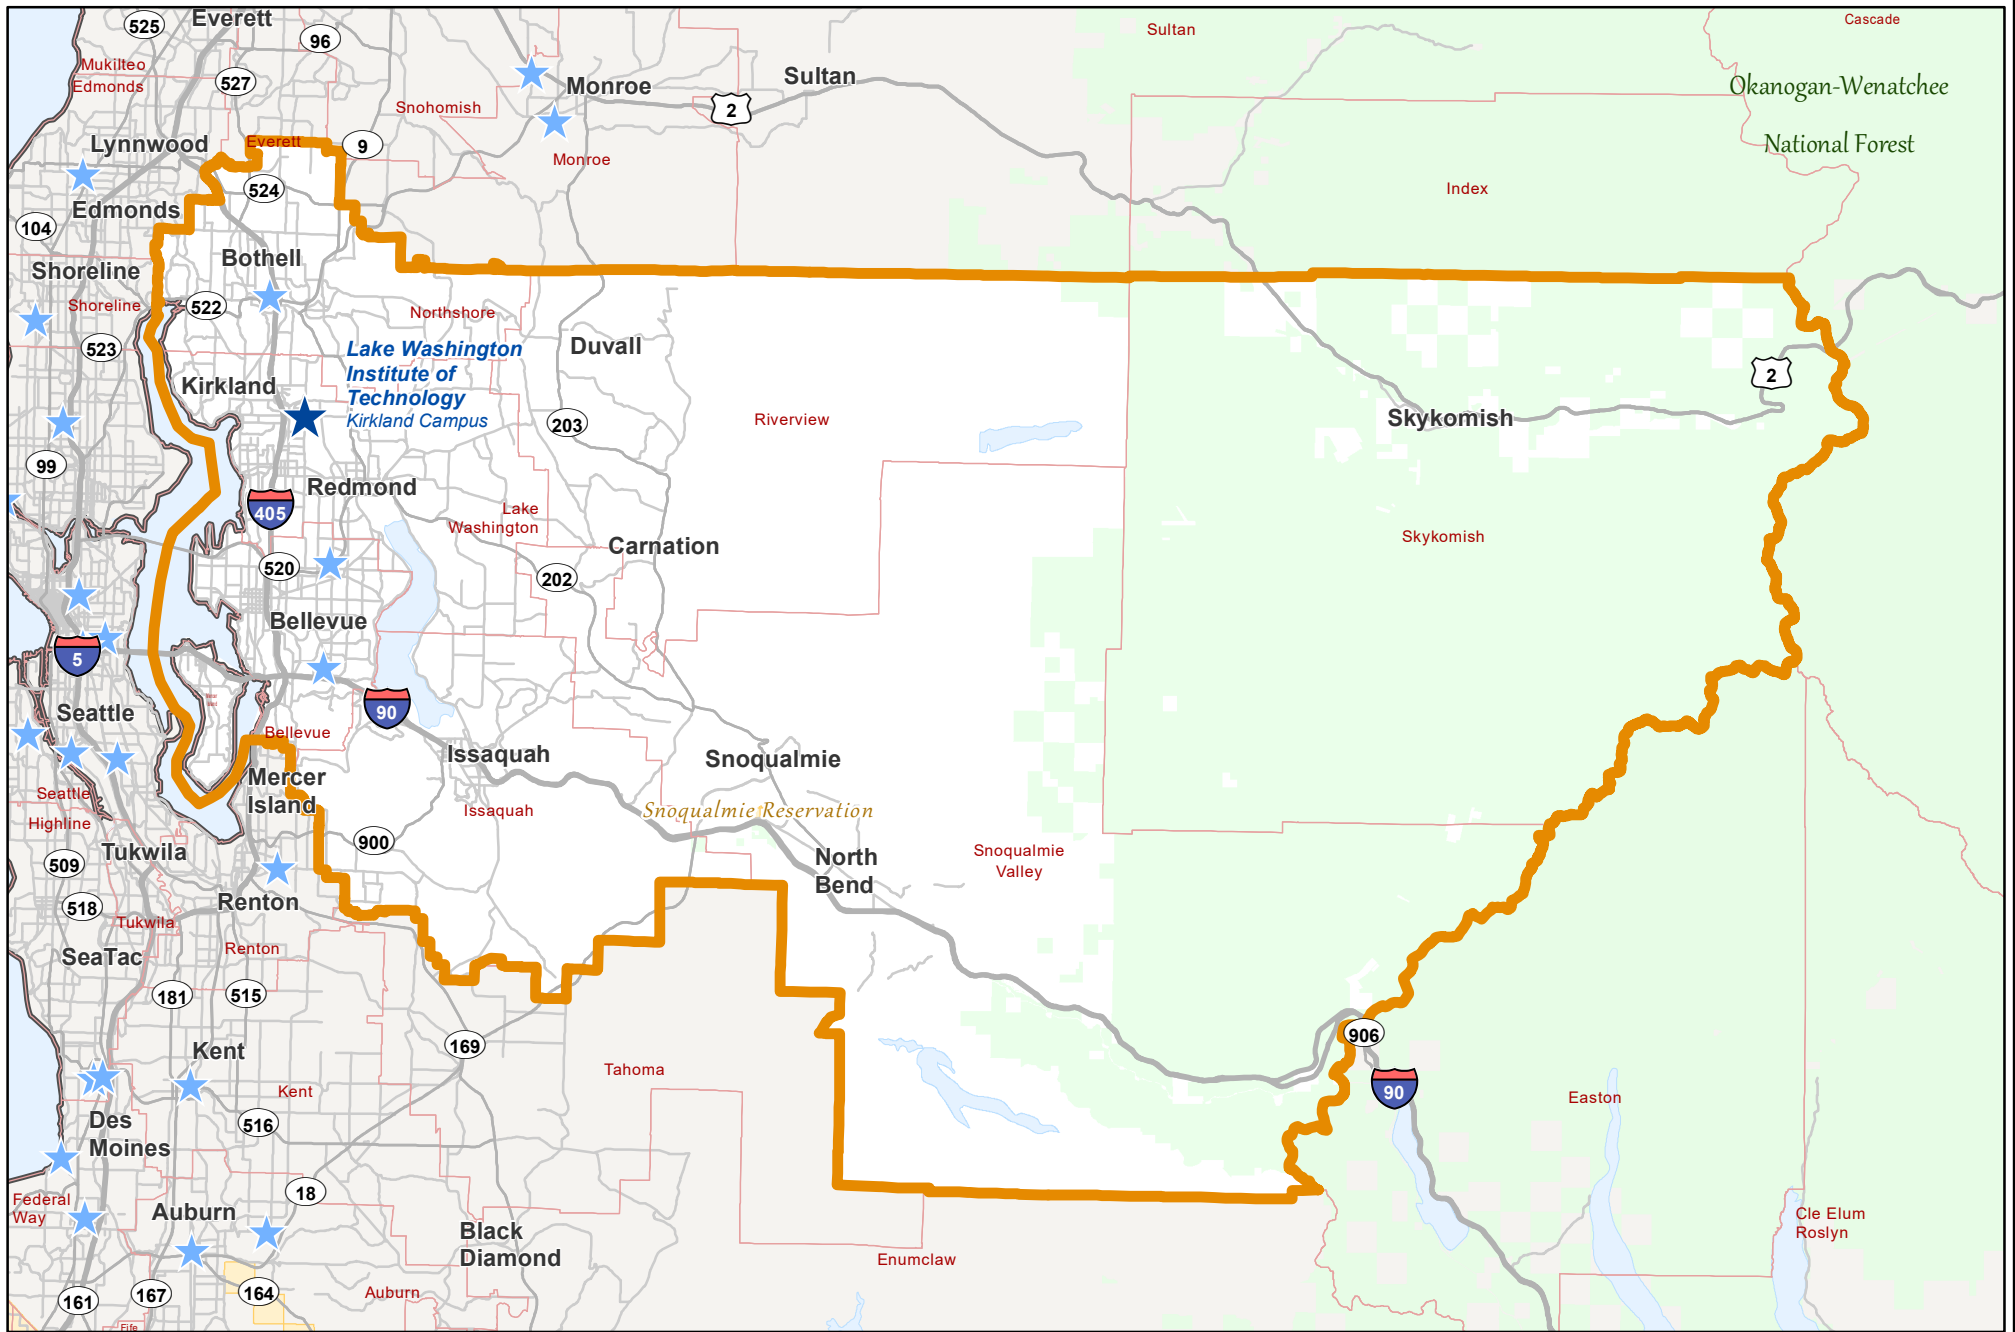 Everett
525
96
Sultan
Cascade
Mukilteo
Edmonds
527
Monroe
Sultan
2
Okanogan-Wenatchee
National Forest
Snohomish
Lynnwood
Everett
9
Monroe
524
Index
Edmonds
104
Bothell
Shoreline
Shoreline
522
523
Northshore
Lake Washington
Institute of
Technology
Kirkland Campus
Duvall
Kirkland
203
Riverview
2
Skykomish
99
Redmond
405
Lake
Washington
Skykomish
Carnation
520
202
Bellevue
5
90
Seattle
Bellevue
Issaquah
Snoqualmie
Mercer
Island
Seattle
Highline
Issaquah
Snoqualmie Reservation
900
Tukwila
509
North
Bend
Snoqualmie
Valley
518
Renton
Tukwila
Renton
SeaTac
181
515
906
169
Kent
Tahoma
90
Kent
Easton
Des
Moines
516
18
Federal
Way
Auburn
Black
Diamond
Cle Elum
Roslyn
Enumclaw
161
167
164
Auburn
Fife